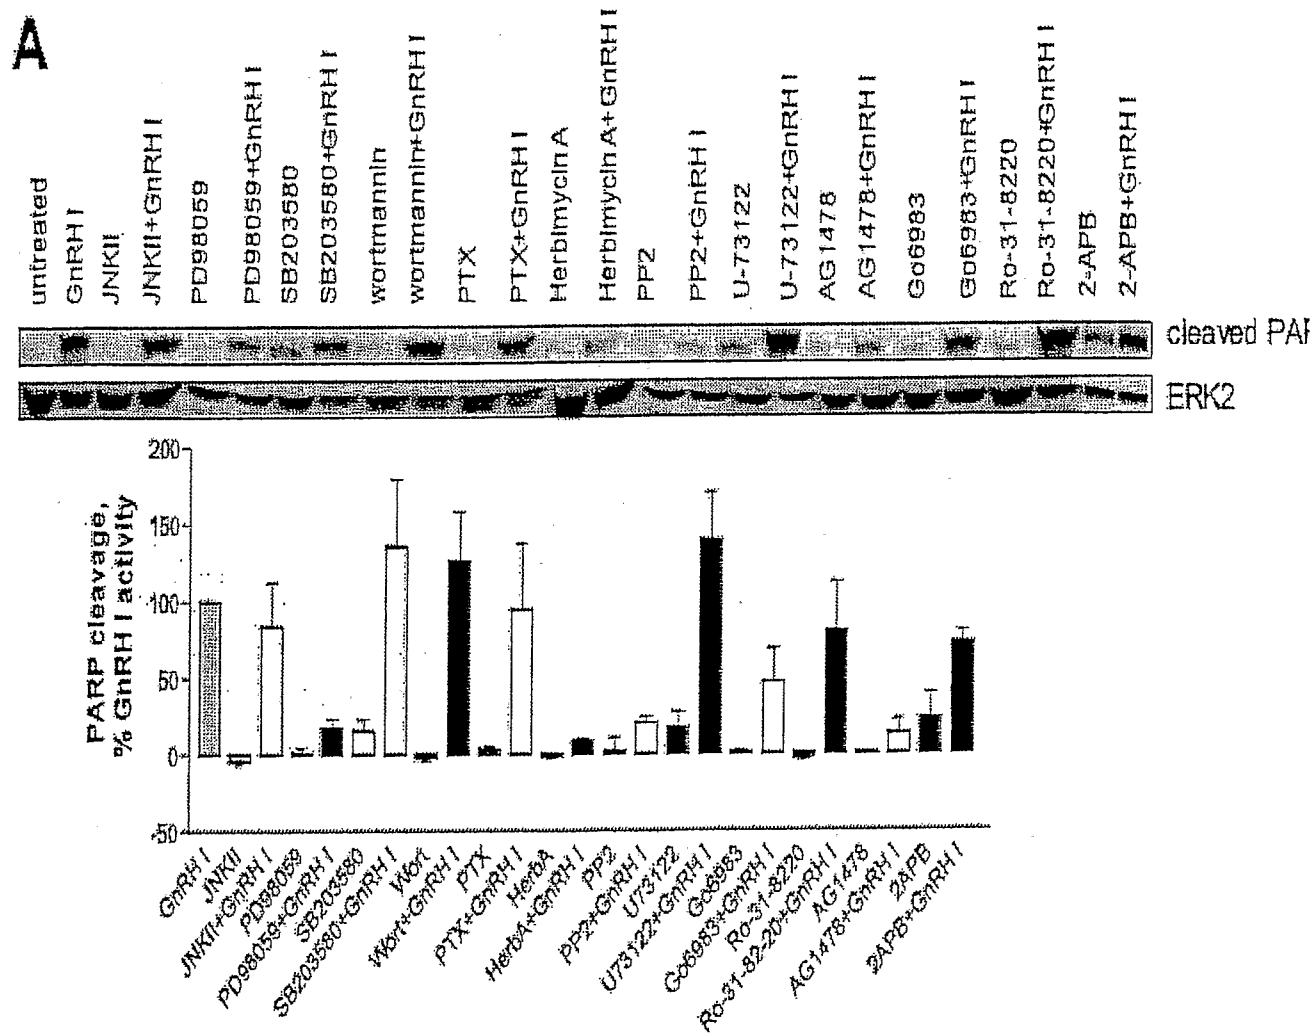 A
untreated
GnRH I
JNKII
JNKII+GnRH I
PD98059
PD98059+GnRH I
SB203580
SB203580+GnRH I
wortmannin
wortmannin+GnRH I
PTX
PTX+GnRH I
Herbimycin A
Herbimycin A+GnRH I
PP2
PP2+GnRH I
U-73122
U-73122+GnRH I
AG1478
AG1478+GnRH I
Go6983
Go6983+GnRH I
Ro-31-8220
Ro-31-8220+GnRH I
2-APB
2-APB+GnRH I
cleaved PAR
ERK2
PARP cleavage,
% GnRH I activity
200
150
100
50
0
-50
GnRH I
JNKII
JNKII+GnRH I
PD98059
PD98059+GnRH I
SB203580
SB203580+GnRH I
Wort
Wort+GnRH I
PTX
PTX+GnRH I
HerbA
HerbA+GnRH I
PP2
PP2+GnRH I
U73122
U73122+GnRH I
Go6983
Go6983+GnRH I
Ro-31-8220
Ro-31-82-20+GnRH I
AG1478
AG1478+GnRH I
2APB
2APB+GnRH I